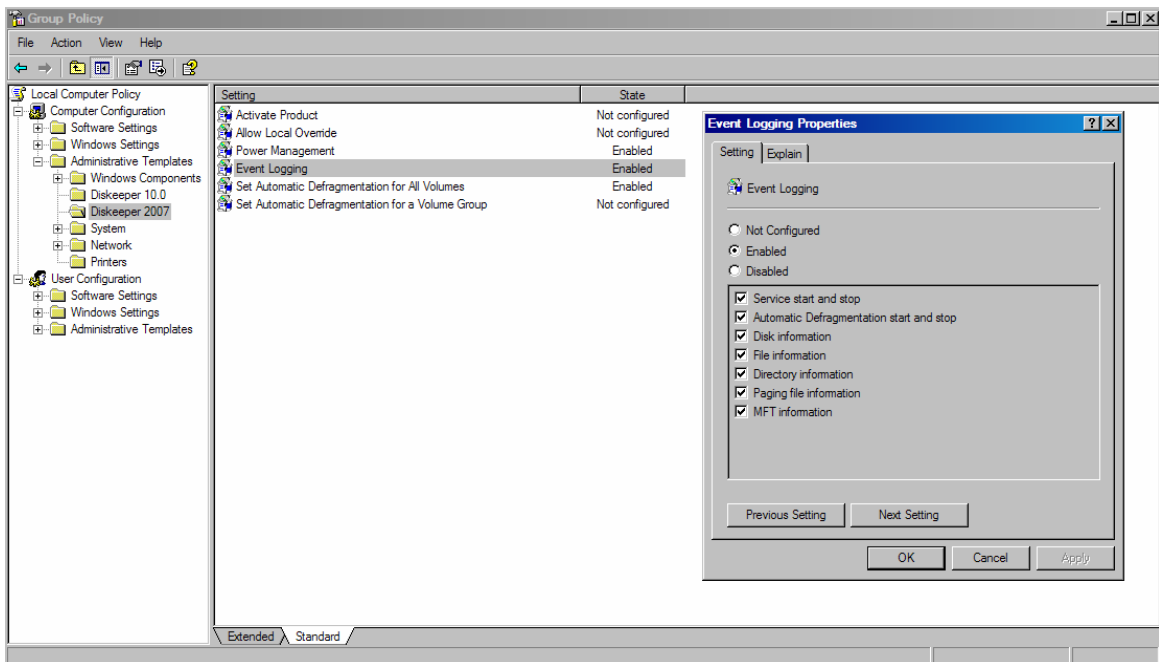 Group Policy
File Action View Help
Local Computer Policy
Computer Configuration
Software Settings
Windows Settings
Administrative Templates
Windows Components
Diskeeper 10.0
Diskeeper 2007
System
Network
Printers
User Configuration
Software Settings
Windows Settings
Administrative Templates
Setting State
Activate Product Not configured
Allow Local Override Not configured
Power Management Enabled
Event Logging Enabled
Set Automatic Defragmentation for All Volumes Enabled
Set Automatic Defragmentation for a Volume Group Not configured
Extended Standard
Event Logging Properties
Setting Explain
Event Logging
Not Configured
Enabled
Disabled
Service start and stop
Automatic Defragmentation start and stop
Disk information
File information
Directory information
Paging file information
MFT information
Previous Setting Next Setting
OK Cancel Apply